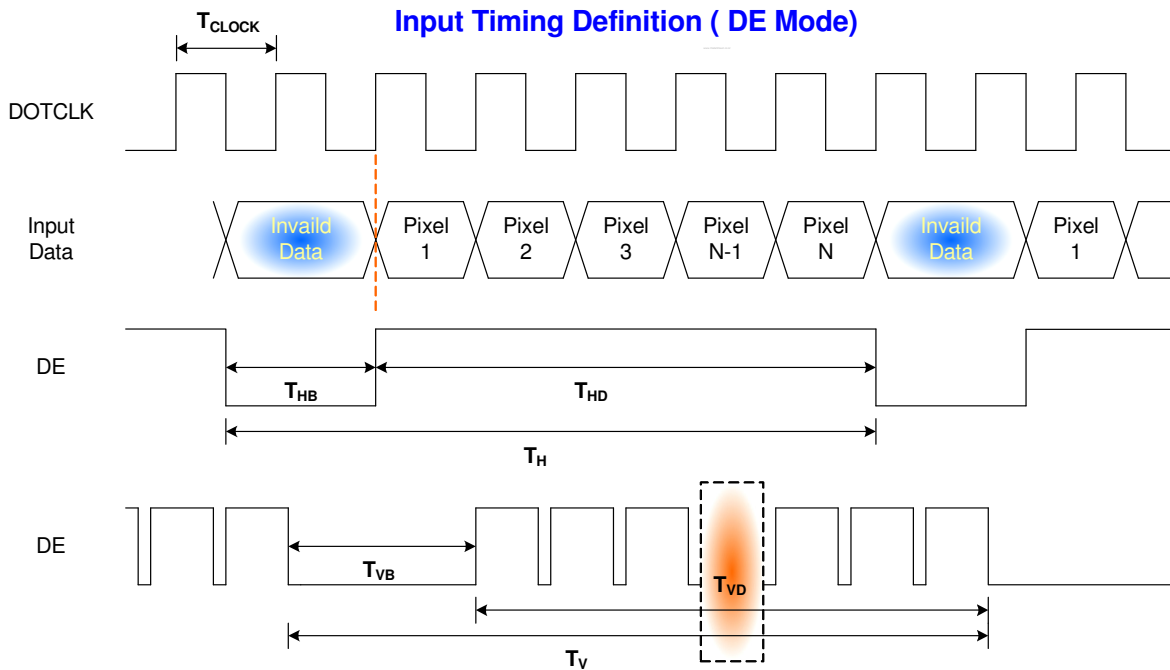 Input Timing Definition ( DE Mode)
TCLOCK
DOTCLK
Input
Data
Invaild
Data
Pixel
1
Pixel
2
Pixel
3
Pixel
N-1
Pixel
N
Invaild
Data
Pixel
1
DE
THB
THD
TH
DE
TVB
TVD
TV